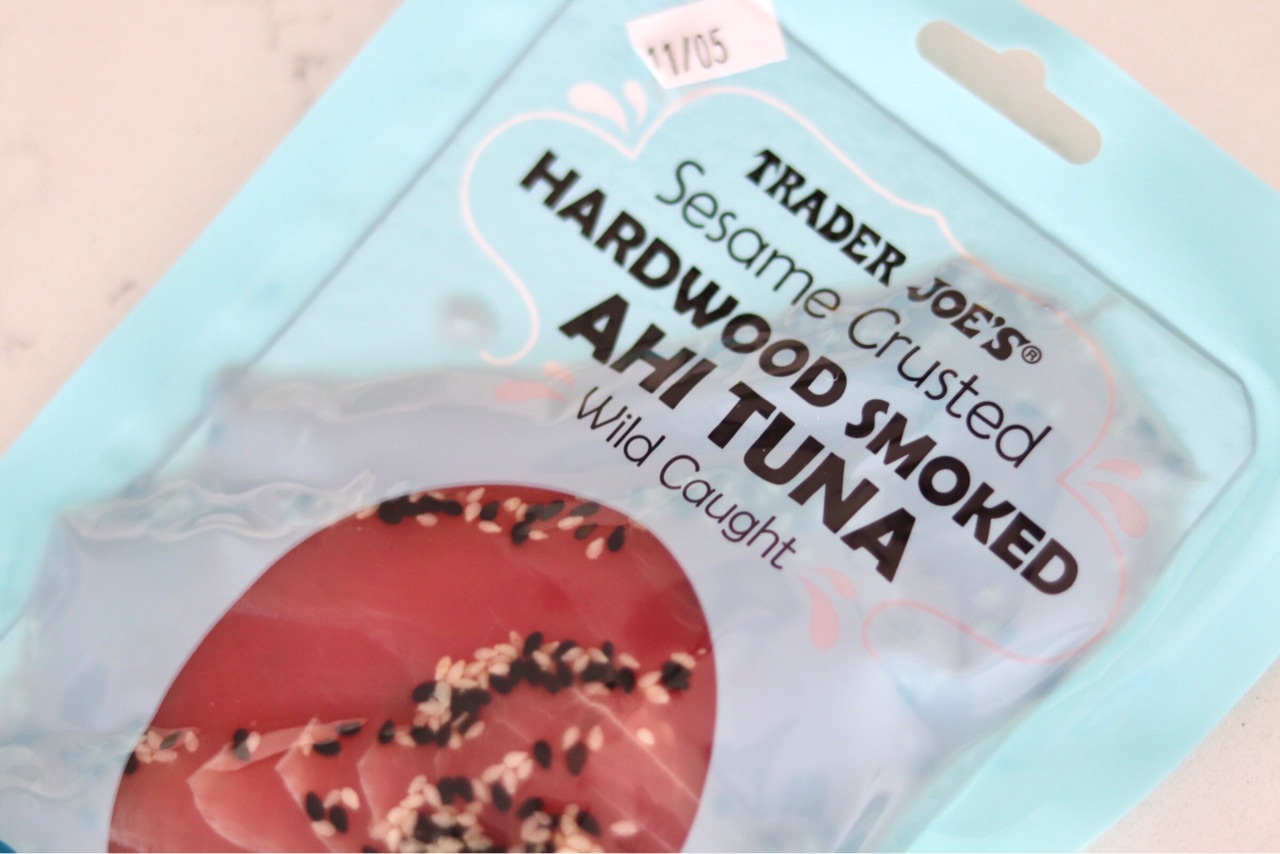 11/05
TRADER JOE'S®
Sesame Crusted
HARDWOOD SMOKED
AHI TUNA
Wild Caught